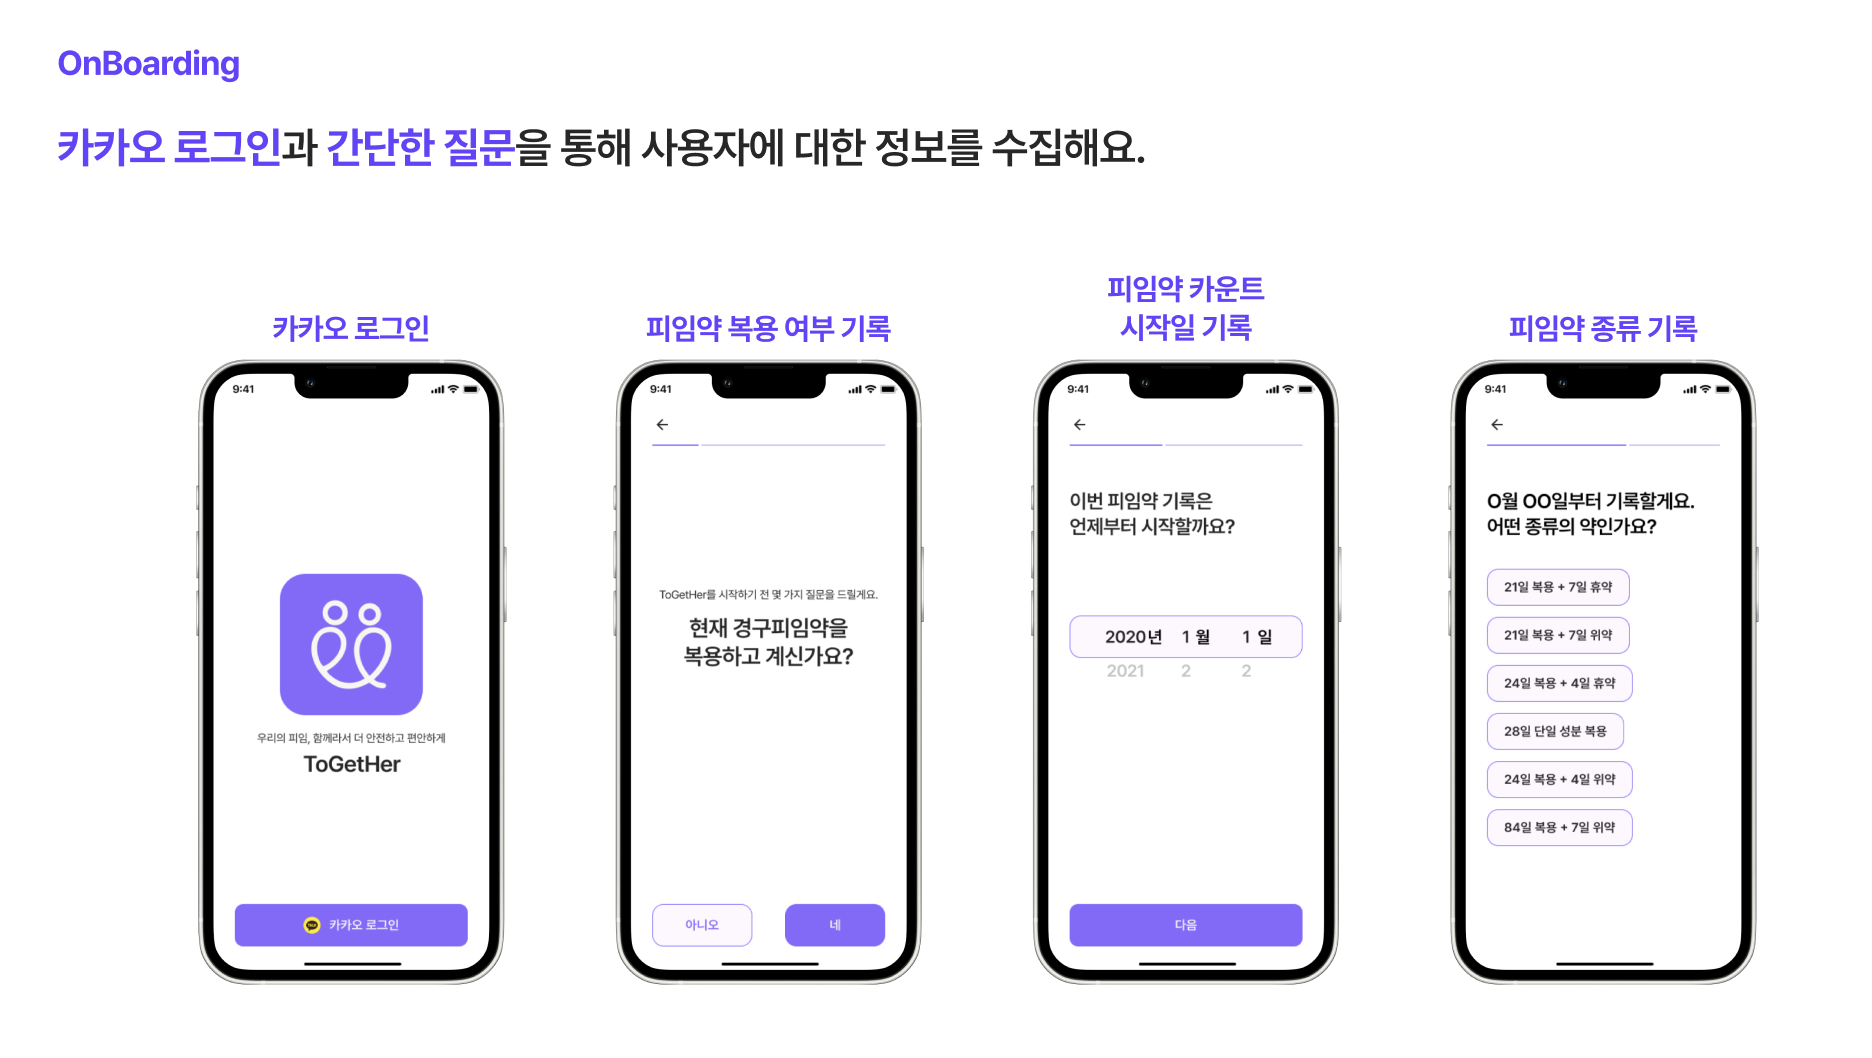 OnBoarding
카카오 로그인과 간단한 질문을 통해 사용자에 대한 정보를 수집해요.
카카오 로그인
9:41
우리의 피임, 함께라서 더 안전하고 편안하게
ToGetHer
카카오 로그인
피임약 복용 여부 기록
9:41
ToGetHer를 시작하기 전 몇 가지 질문을 드릴게요.
현재 경구피임약을
복용하고 계신가요?
아니오
네
피임약 카운트
시작일 기록
9:41
이번 피임약 기록은
언제부터 시작할까요?
2020년 1 월 1 일
2021 2 2
다음
피임약 종류 기록
9:41
O월 OO일부터 기록할게요.
어떤 종류의 약인가요?
21일 복용 + 7일 휴약
21일 복용 + 7일 위약
24일 복용 + 4일 휴약
28일 단일 성분 복용
24일 복용 + 4일 위약
84일 복용 + 7일 위약